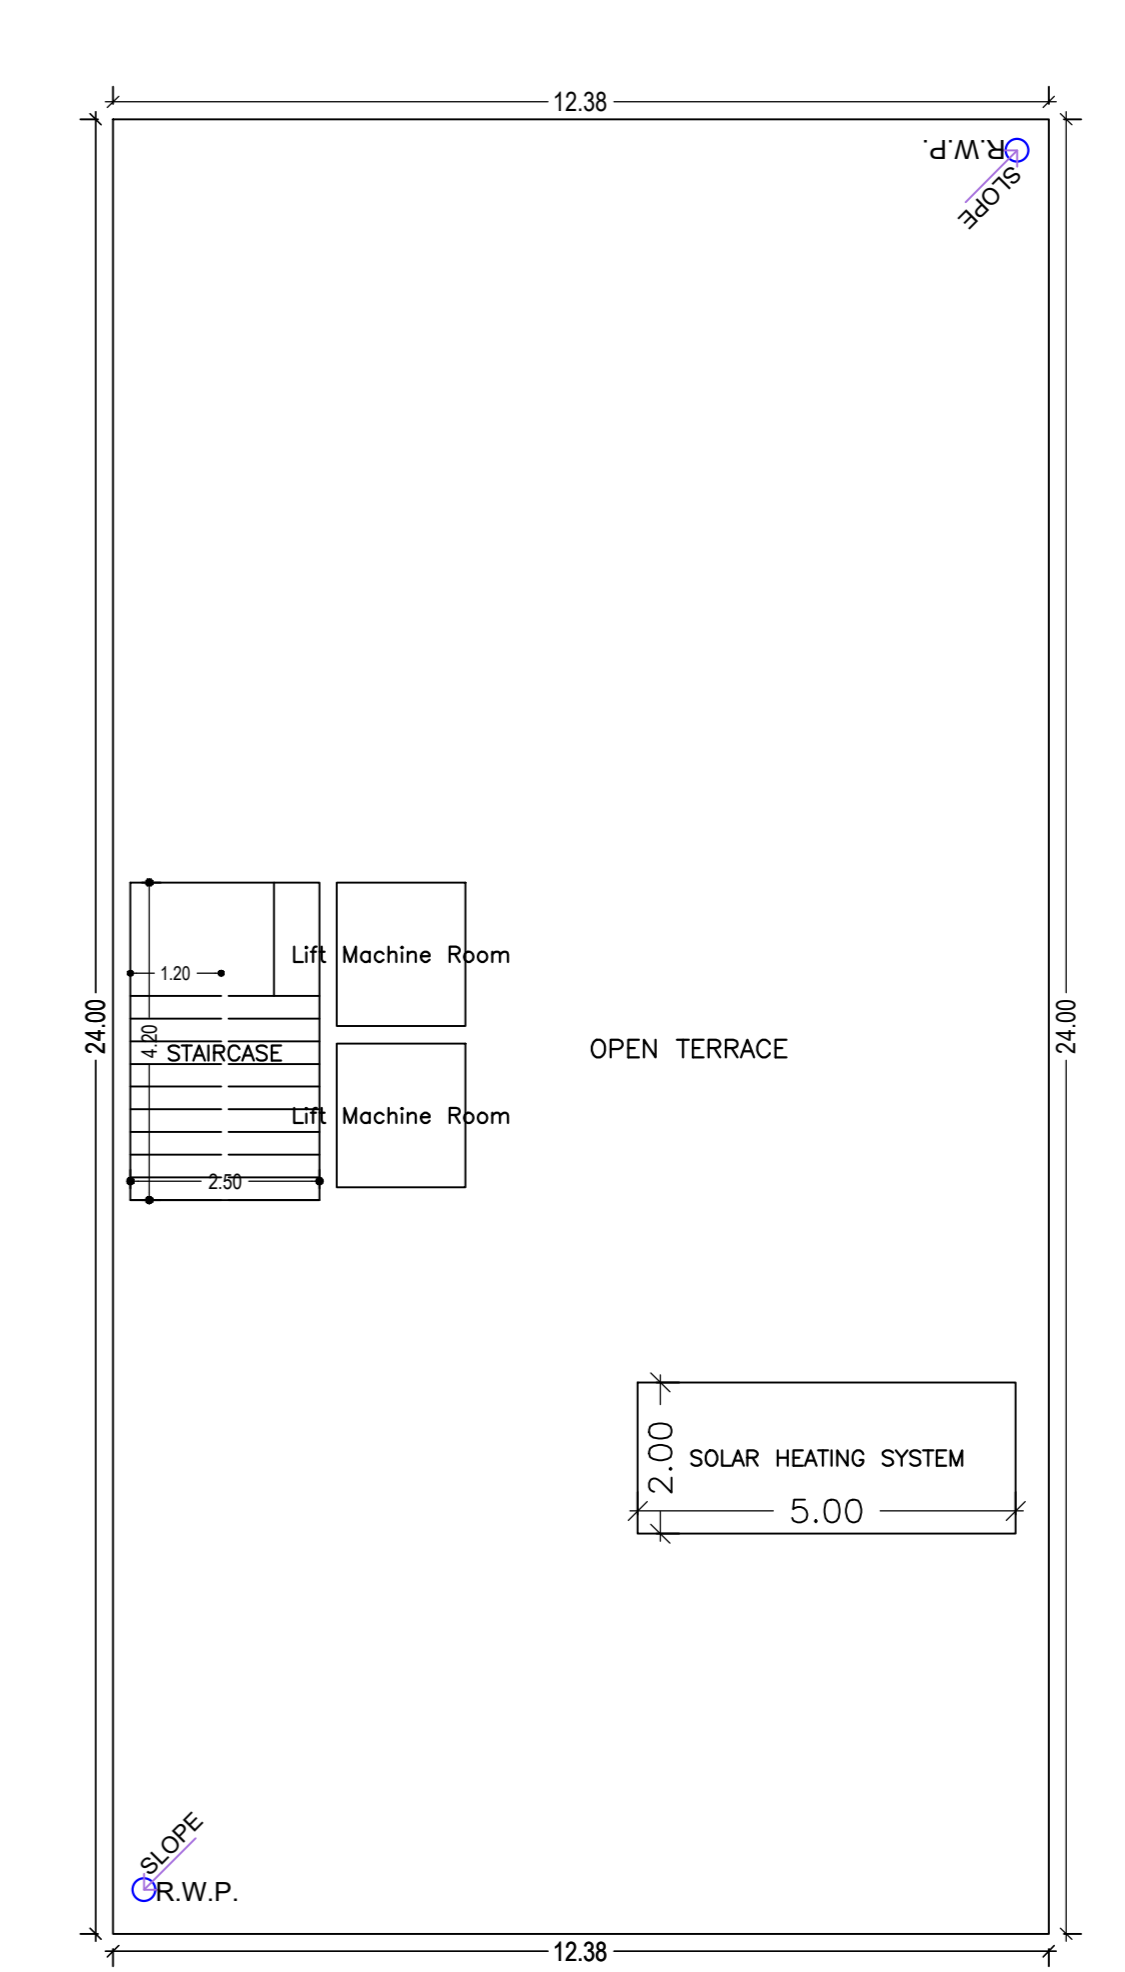 12.38
R.W.P.
SLOPE
Lift Machine Room
1.20
24.00
4.20
STAIRCASE
OPEN TERRACE
24.00
Lift Machine Room
2.50
2.00
SOLAR HEATING SYSTEM
5.00
SLOPE
R.W.P.
12.38